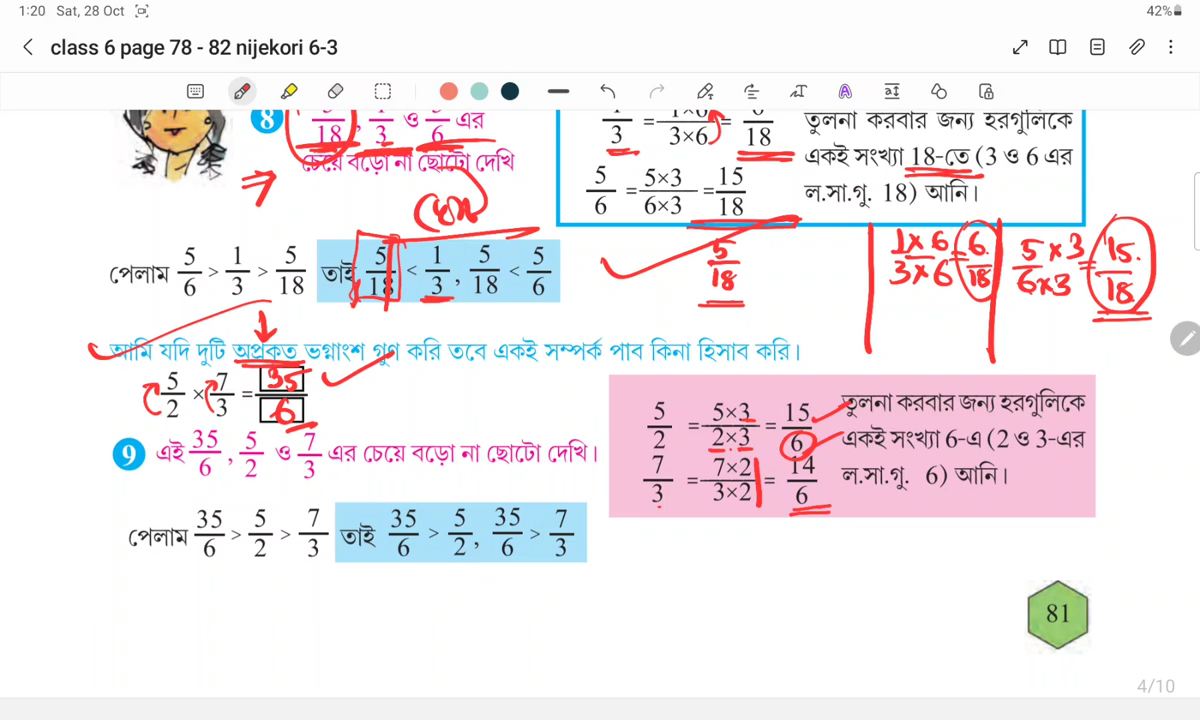 1:20 Sat, 28 Oct 42%
class 6 page 78 - 82 nijekori 6-3
8 5/18, 1/3 ও 5/6 এর
চেয়ে বড়ো না ছোটো দেখি
1/3 = 1×6/3×6 = 6/18
5/6 = 5×3/6×3 = 15/18
তুলনা করবার জন্য হরগুলিকে
একই সংখ্যা 18-তে (3 ও 6 এর
ল.সা.গু. 18) আনি।
পেলাম 5/6 > 1/3 > 5/18 তাই 5/18 < 1/3, 5/18 < 5/6
5/18
1×6/3×6 = 6/18
5×3/6×3 = 15/18
আমি যদি দুটি অপ্রকৃত ভগ্নাংশ গুণ করি তবে একই সম্পর্ক পাব কিনা হিসাব করি।
5/2 × 7/3 = 35/6
9 এই 35/6, 5/2 ও 7/3 এর চেয়ে বড়ো না ছোটো দেখি।
5/2 = 5×3/2×3 = 15/6
7/3 = 7×2/3×2 = 14/6
তুলনা করবার জন্য হরগুলিকে
একই সংখ্যা 6-এ (2 ও 3-এর
ল.সা.গু. 6) আনি।
পেলাম 35/6 > 5/2 > 7/3 তাই 35/6 > 5/2, 35/6 > 7/3
81
4/10